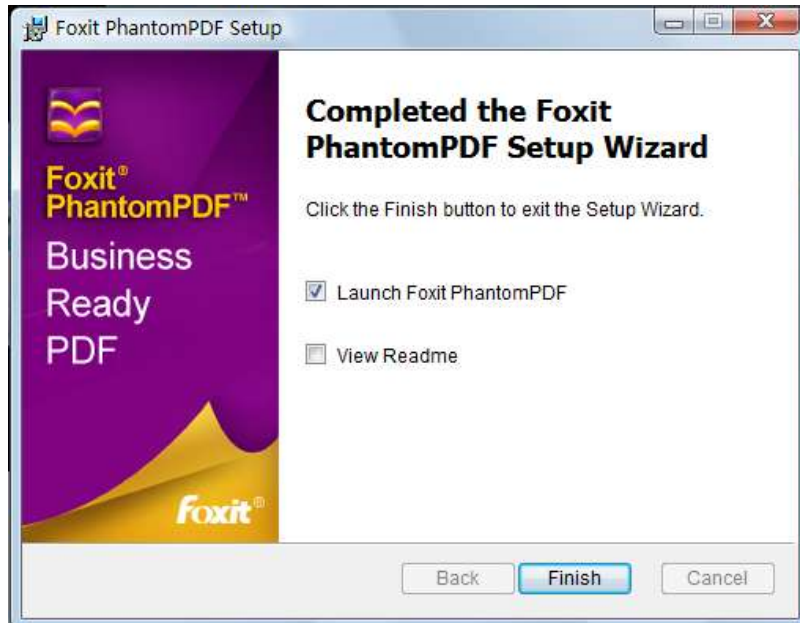 Foxit PhantomPDF Setup
Foxit®
PhantomPDF™
Business
Ready
PDF
foxit®
Completed the Foxit
PhantomPDF Setup Wizard
Click the Finish button to exit the Setup Wizard.
Launch Foxit PhantomPDF
View Readme
Back
Finish
Cancel